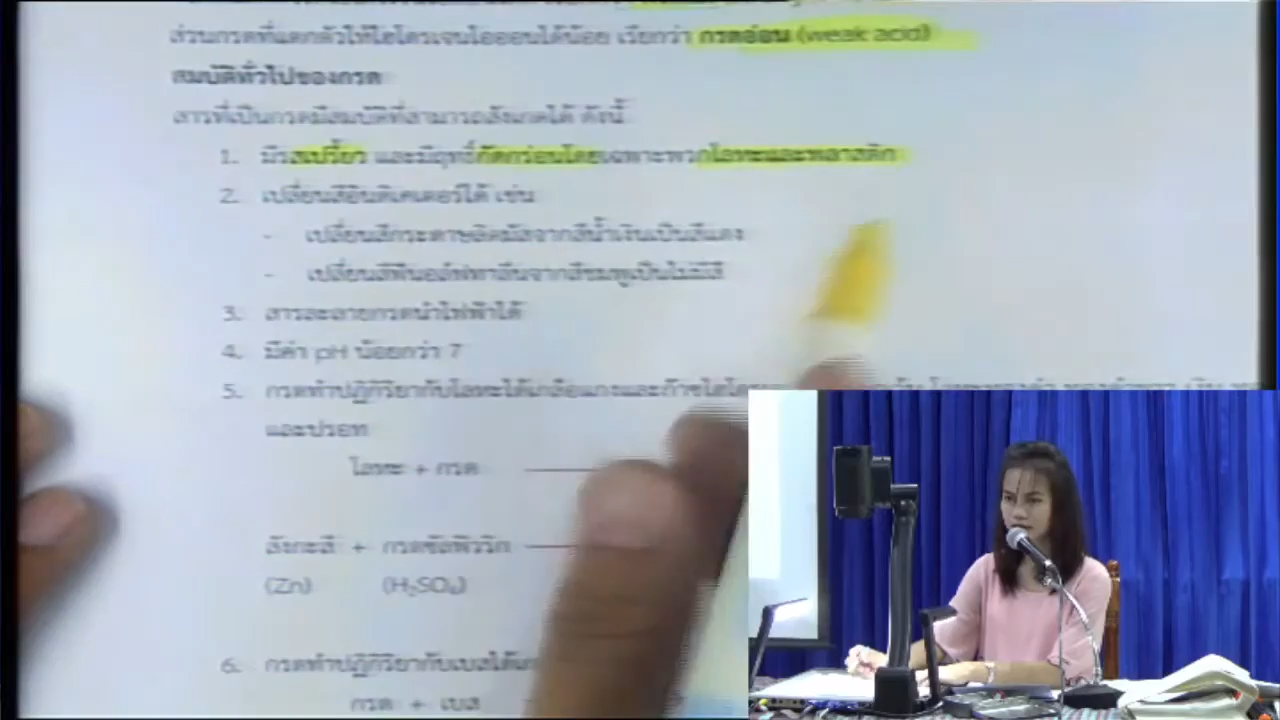 ส่วนกรดที่แตกตัวให้ไฮโดรเจนไอออนได้น้อย เรียกว่า กรดอ่อน (weak acid)
สมบัติทั่วไปของกรด
สารที่เป็นกรดมีสมบัติที่สามารถสังเกตได้ ดังนี้
1. มีรสเปรี้ยว และมีฤทธิ์กัดกร่อนโดยเฉพาะพวกโลหะและพลาสติก
2. เปลี่ยนสีอินดิเคเตอร์ได้ เช่น
- เปลี่ยนสีกระดาษลิตมัสจากสีน้ำเงินเป็นสีแดง
- เปลี่ยนสีฟีนอล์ฟทาลีนจากสีชมพูเป็นไม่มีสี
3. สารละลายกรดนำไฟฟ้าได้
4. มีค่า pH น้อยกว่า 7
5. กรดทำปฏิกิริยากับโลหะได้เกลือแกงและก๊าซไฮโดร
และปรอท
โลหะ + กรด
สังกะสี + กรดซัลฟิวริก
(Zn) (H₂SO₄)
6. กรดทำปฏิกิริยากับเบสได้เก
กรด + เบส